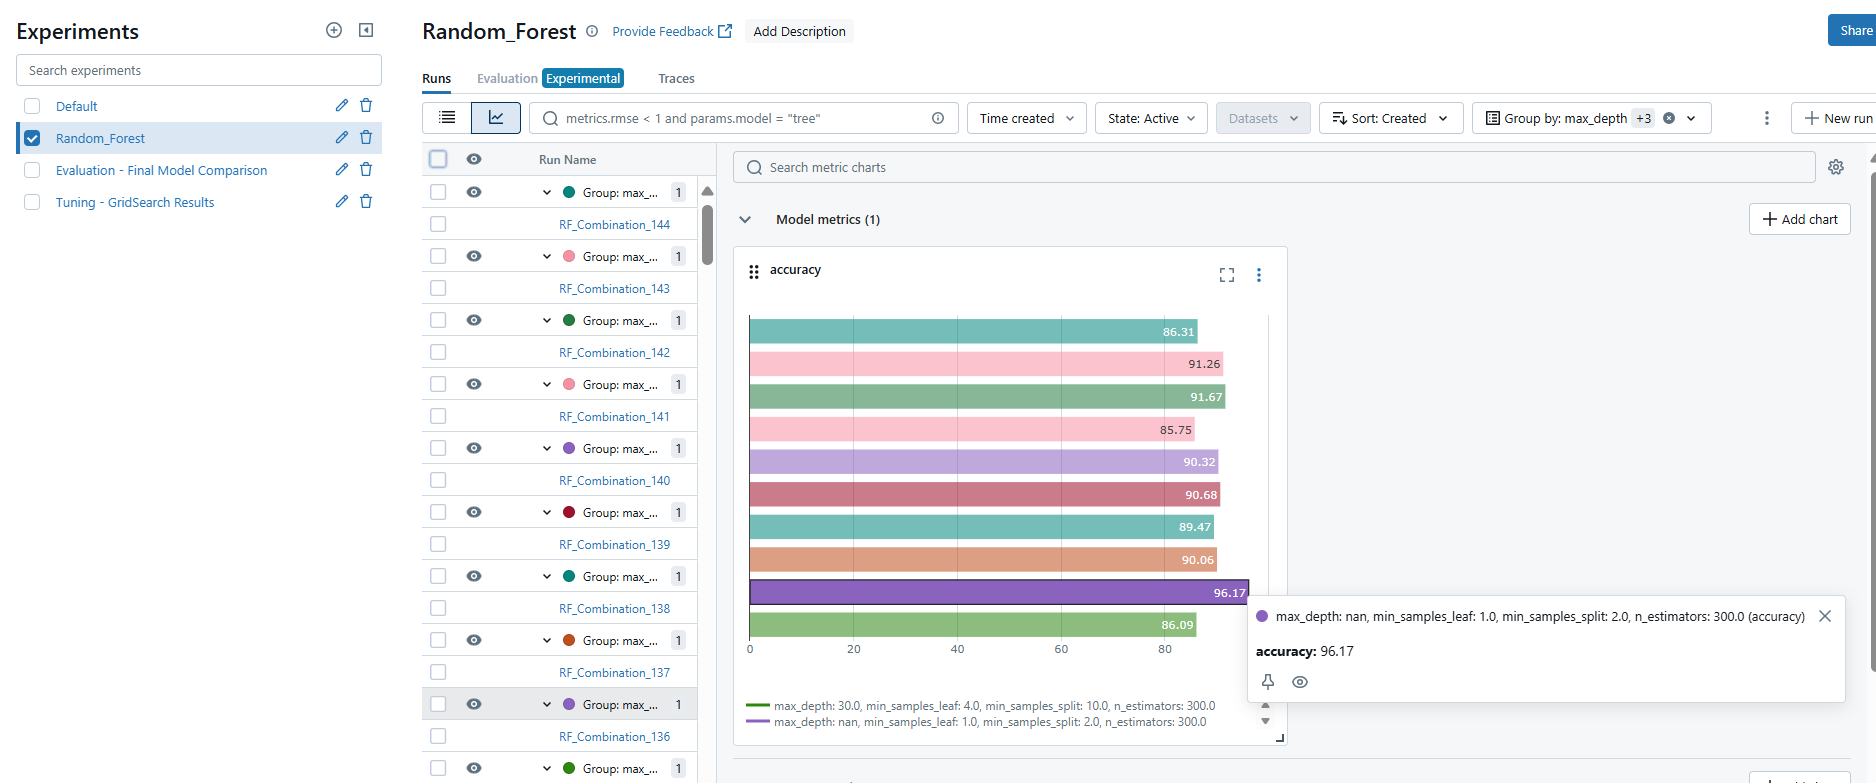 Experiments
Search experiments
Default
Random_Forest
Evaluation - Final Model Comparison
Tuning - GridSearch Results
Random_Forest
Provide Feedback
Add Description
Share
Runs
Evaluation Experimental
Traces
metrics.rmse < 1 and params.model = "tree"
Time created
State: Active
Datasets
Sort: Created
Group by: max_depth +3
New run
Run Name
Group: max_... 1
RF_Combination_144
Group: max_... 1
RF_Combination_143
Group: max_... 1
RF_Combination_142
Group: max_... 1
RF_Combination_141
Group: max_... 1
RF_Combination_140
Group: max_... 1
RF_Combination_139
Group: max_... 1
RF_Combination_138
Group: max_... 1
RF_Combination_137
Group: max_... 1
RF_Combination_136
Group: max_... 1
Search metric charts
Model metrics (1)
Add chart
accuracy
86.31
91.26
91.67
85.75
90.32
90.68
89.47
90.06
96.17
86.09
0 20 40 60 80
max_depth: 30.0, min_samples_leaf: 4.0, min_samples_split: 10.0, n_estimators: 300.0
max_depth: nan, min_samples_leaf: 1.0, min_samples_split: 2.0, n_estimators: 300.0
max_depth: nan, min_samples_leaf: 1.0, min_samples_split: 2.0, n_estimators: 300.0 (accuracy)
accuracy: 96.17